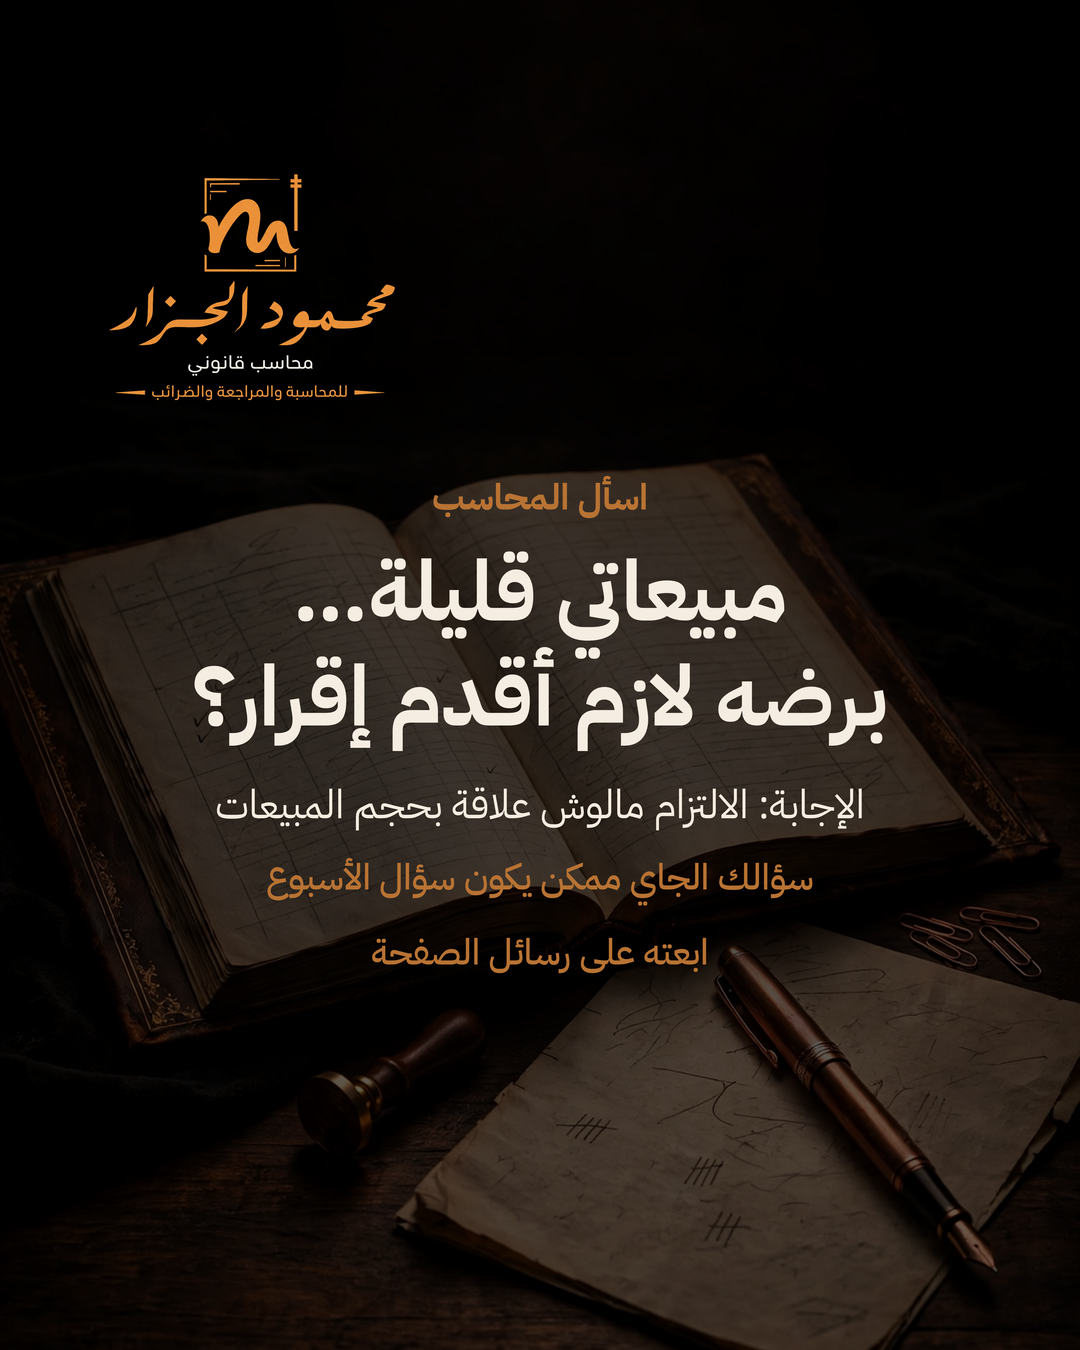 محمود الجزار
محاسب قانوني
للمحاسبة والمراجعة والضرائب
اسأل المحاسب
مبيعاتي قليلة...
برضه لازم أقدم إقرار؟
الإجابة: الالتزام مالوش علاقة بحجم المبيعات
سؤالك الجاي ممكن يكون سؤال الأسبوع
ابعته على رسائل الصفحة